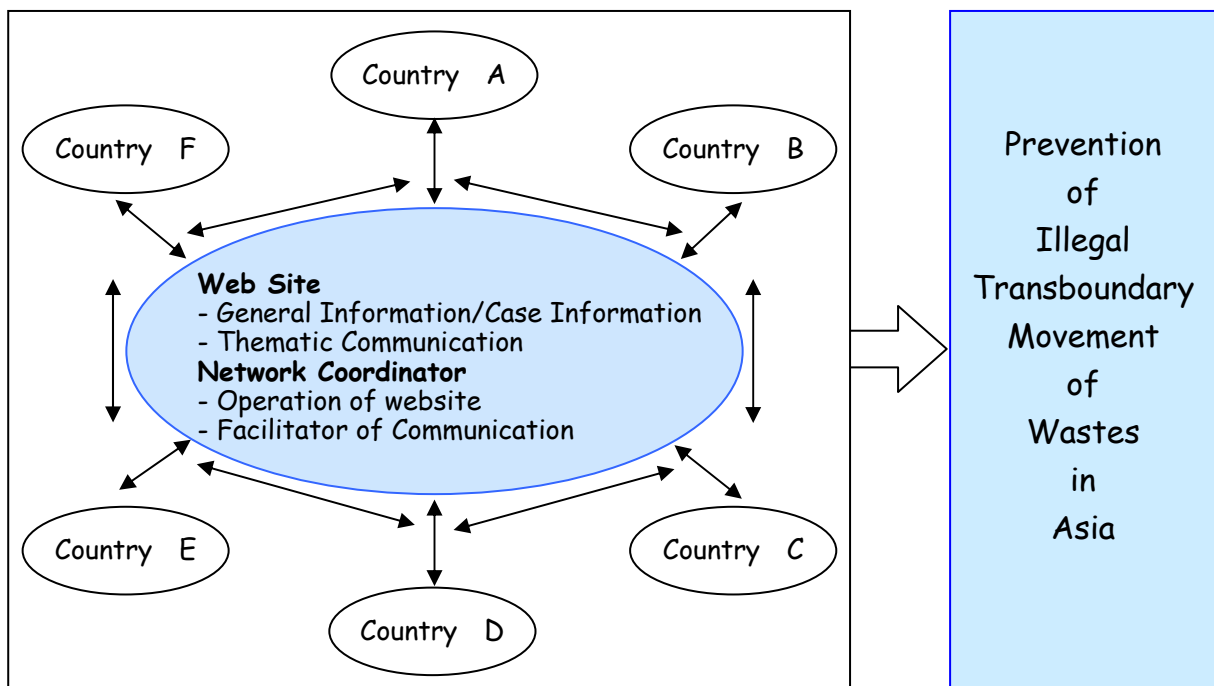 Country A
Country F
Country B
Web Site
- General Information/Case Information
- Thematic Communication
Network Coordinator
- Operation of website
- Facilitator of Communication
Country E
Country C
Country D
Prevention
of
Illegal
Transboundary
Movement
of
Wastes
in
Asia